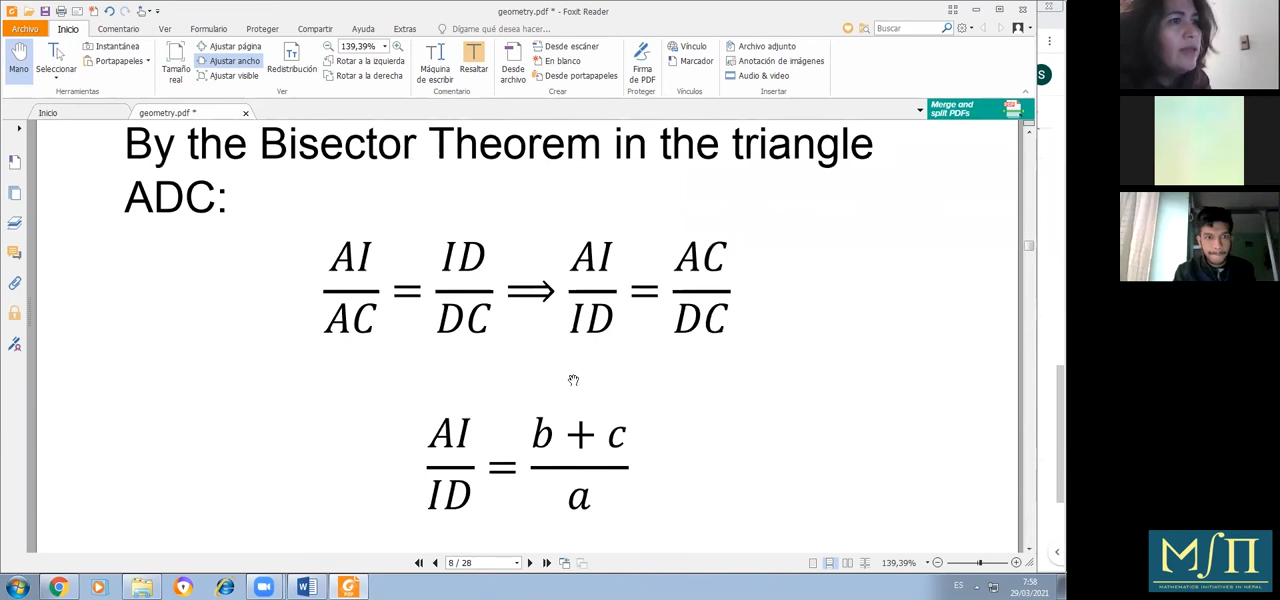 geometry.pdf * - Foxit Reader
Archivo Inicio Comentario Ver Formulario Proteger Compartir Ayuda Extras Dígame qué desea hacer... Buscar
Mano
Seleccionar
Instantánea
Portapapeles
Herramientas
Tamaño real
Ajustar página
Ajustar ancho
Ajustar visible
Redistribución
139,39%
Rotar a la izquierda
Rotar a la derecha
Ver
Máquina de escribir
Resaltar
Comentario
Desde archivo
Desde escáner
En blanco
Desde portapapeles
Crear
Firma de PDF
Proteger
Vínculo
Marcador
Vínculos
Archivo adjunto
Anotación de imágenes
Audio & video
Insertar
S
Inicio geometry.pdf *
Merge and split PDFs
By the Bisector Theorem in the triangle
ADC:
AI/AC = ID/DC ⟹ AI/ID = AC/DC
AI/ID = b + c/a
8 / 28
139,39%
ES 7:58
29/03/2021
M∫Π
MATHEMATICS INITIATIVES IN NEPAL